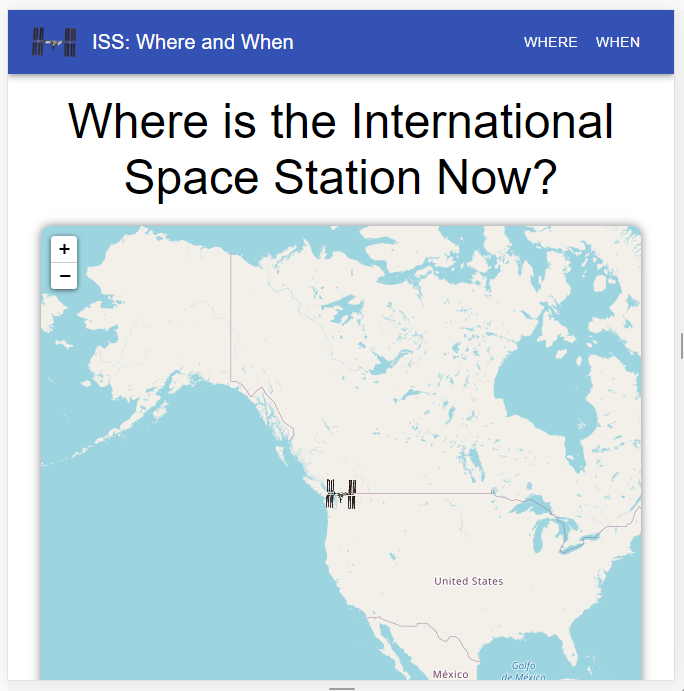 ISS: Where and When
WHERE WHEN
Where is the International
Space Station Now?
+
−
United States
México
Golfo
de México